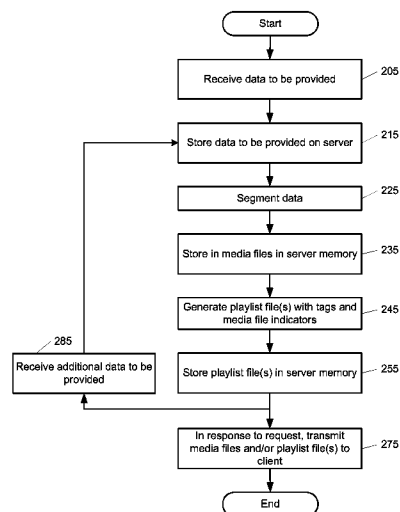 Start
Receive data to be provided
205
Store data to be provided on server
215
Segment data
225
Store in media files in server memory
235
Generate playlist file(s) with tags and
media file indicators
245
285
Receive additional data to be
provided
Store playlist file(s) in server memory
255
In response to request, transmit
media files and/or playlist file(s) to
client
275
End